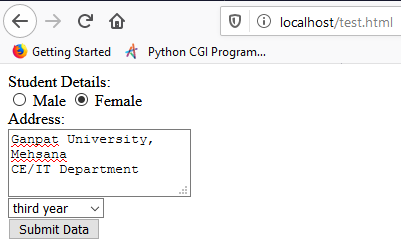 localhost/test.html
Getting Started Python CGI Program...
Student Details:
Male Female
Address:
Ganpat University,
Mehsana
CE/IT Department
third year
Submit Data